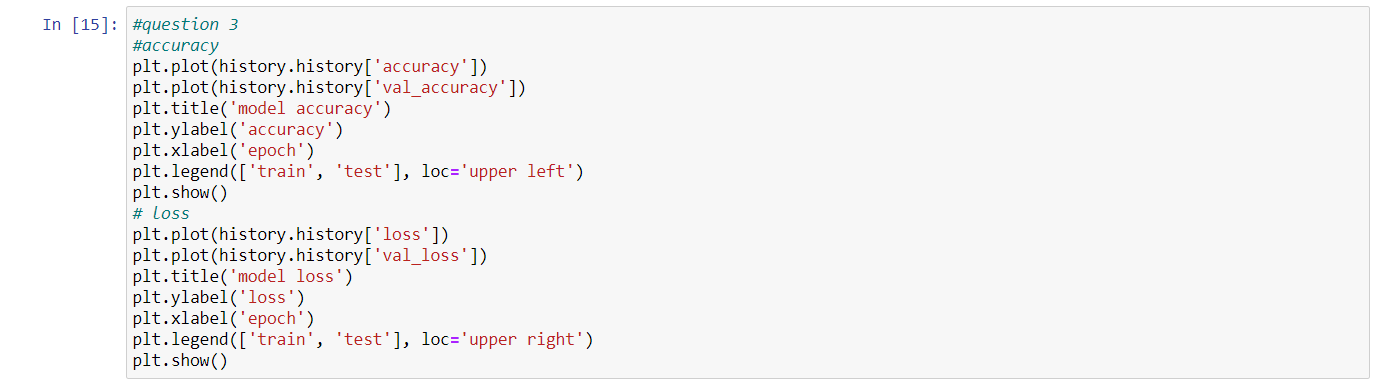 In [15]: #question 3
#accuracy
plt.plot(history.history['accuracy'])
plt.plot(history.history['val_accuracy'])
plt.title('model accuracy')
plt.ylabel('accuracy')
plt.xlabel('epoch')
plt.legend(['train', 'test'], loc='upper left')
plt.show()
# loss
plt.plot(history.history['loss'])
plt.plot(history.history['val_loss'])
plt.title('model loss')
plt.ylabel('loss')
plt.xlabel('epoch')
plt.legend(['train', 'test'], loc='upper right')
plt.show()